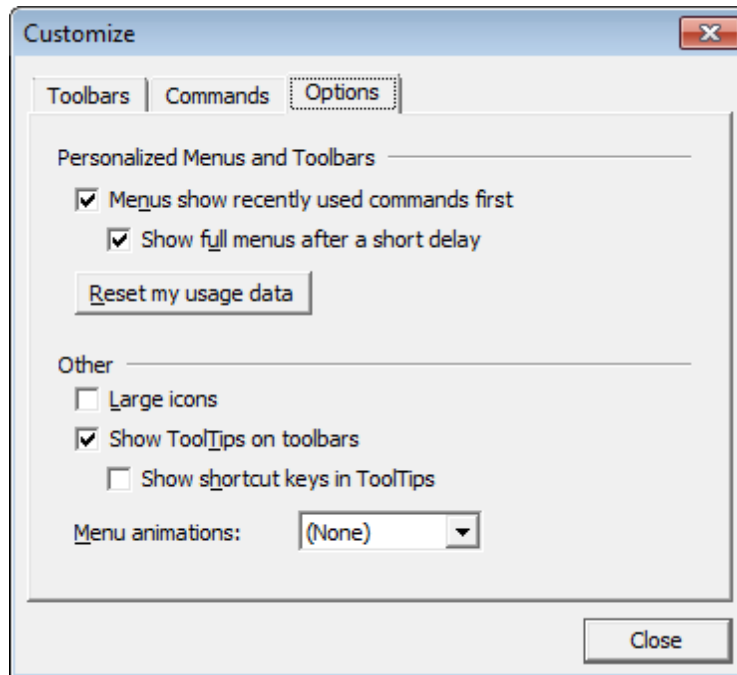 Customize
Toolbars
Commands
Options
Personalized Menus and Toolbars
Menus show recently used commands first
Show full menus after a short delay
Reset my usage data
Other
Large icons
Show ToolTips on toolbars
Show shortcut keys in ToolTips
Menu animations:
(None)
Close